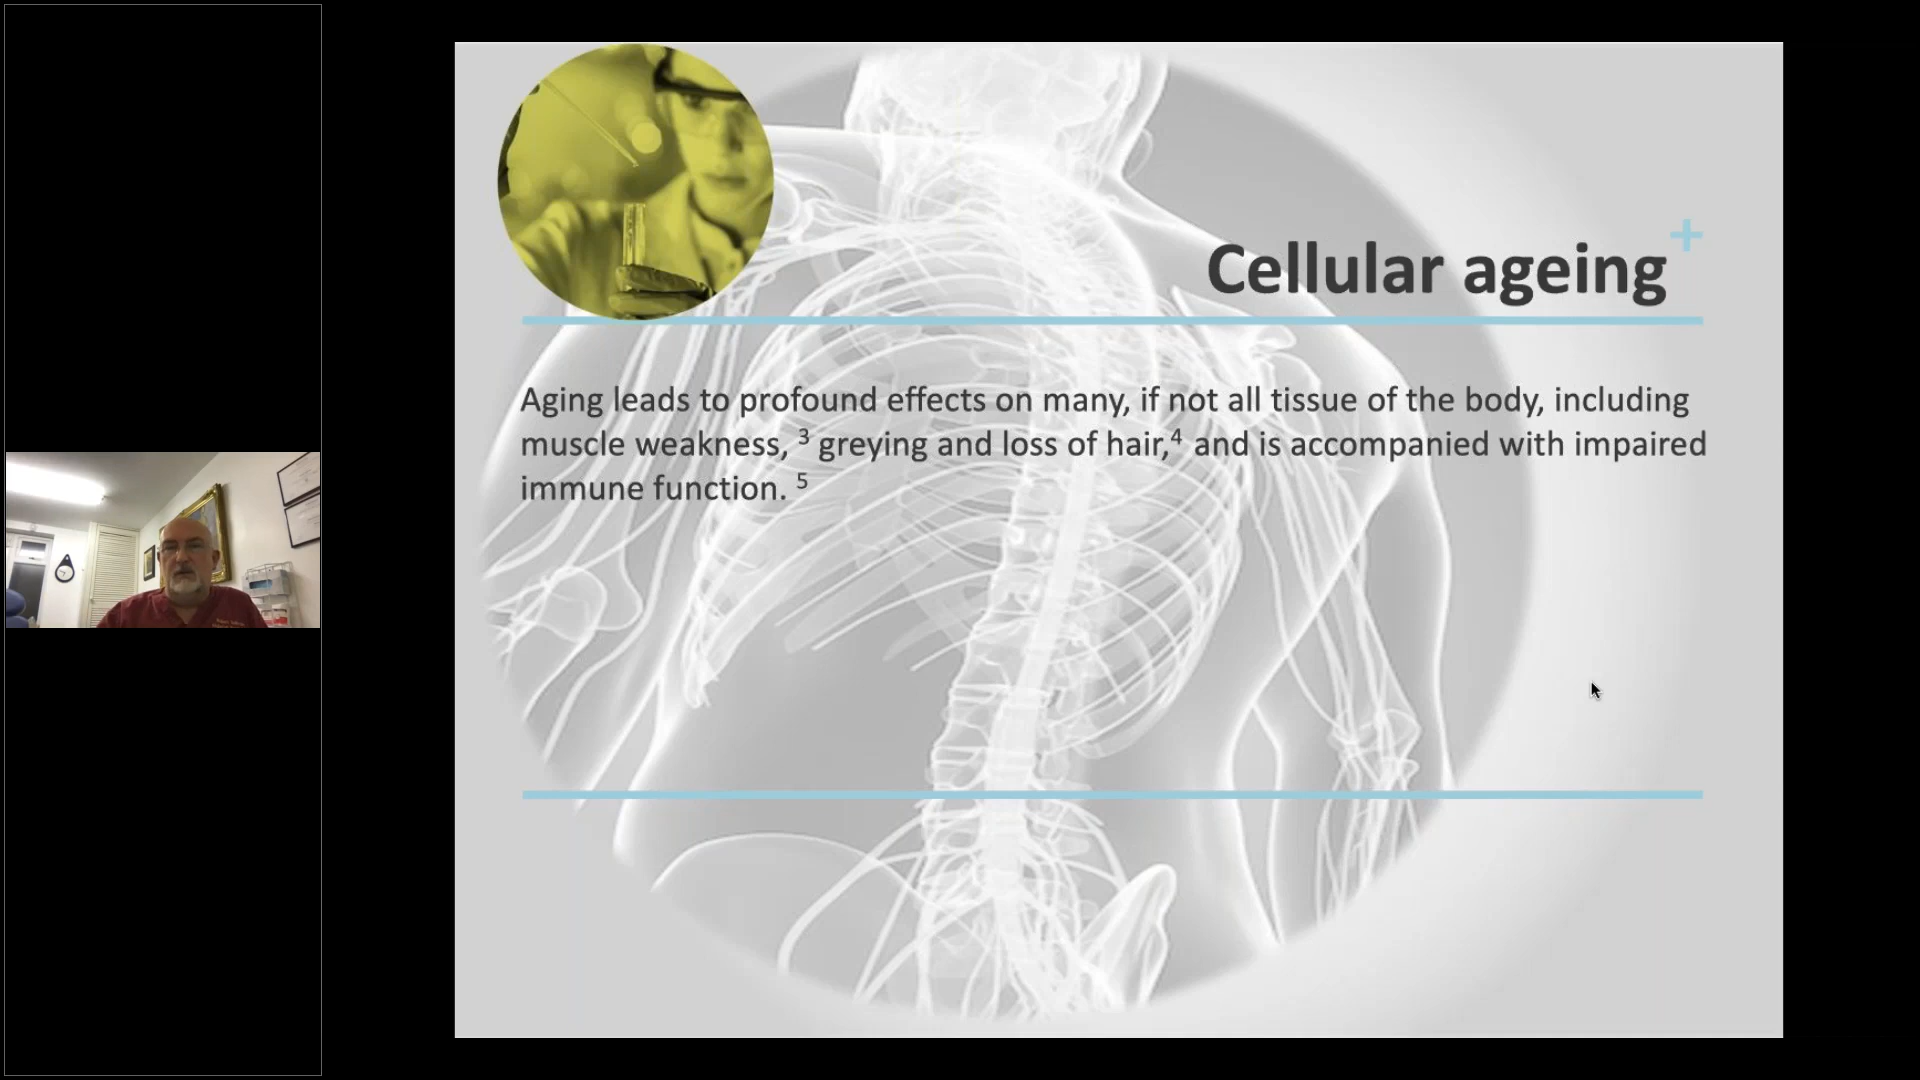 Cellular ageing
Aging leads to profound effects on many, if not all tissue of the body, including
muscle weakness, ³ greying and loss of hair,⁴ and is accompanied with impaired
immune function. ⁵